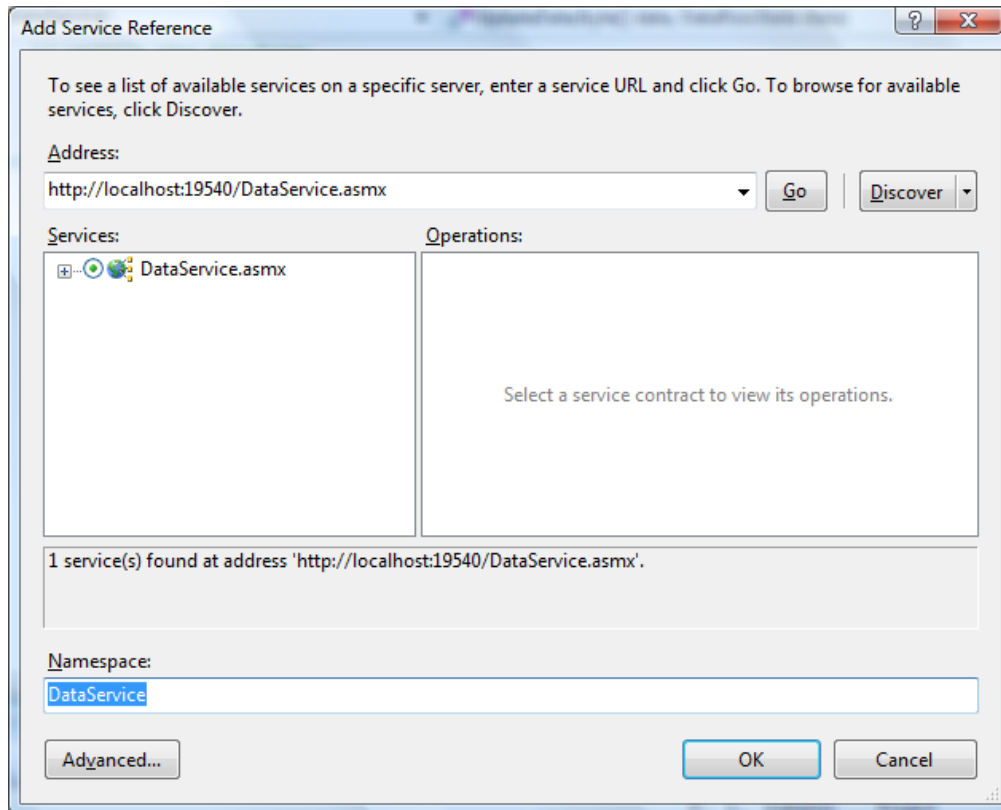 Add Service Reference
To see a list of available services on a specific server, enter a service URL and click Go. To browse for available
services, click Discover.
Address:
http://localhost:19540/DataService.asmx
Go
Discover
Services:
Operations:
DataService.asmx
Select a service contract to view its operations.
1 service(s) found at address 'http://localhost:19540/DataService.asmx'.
Namespace:
DataService
Advanced...
OK
Cancel